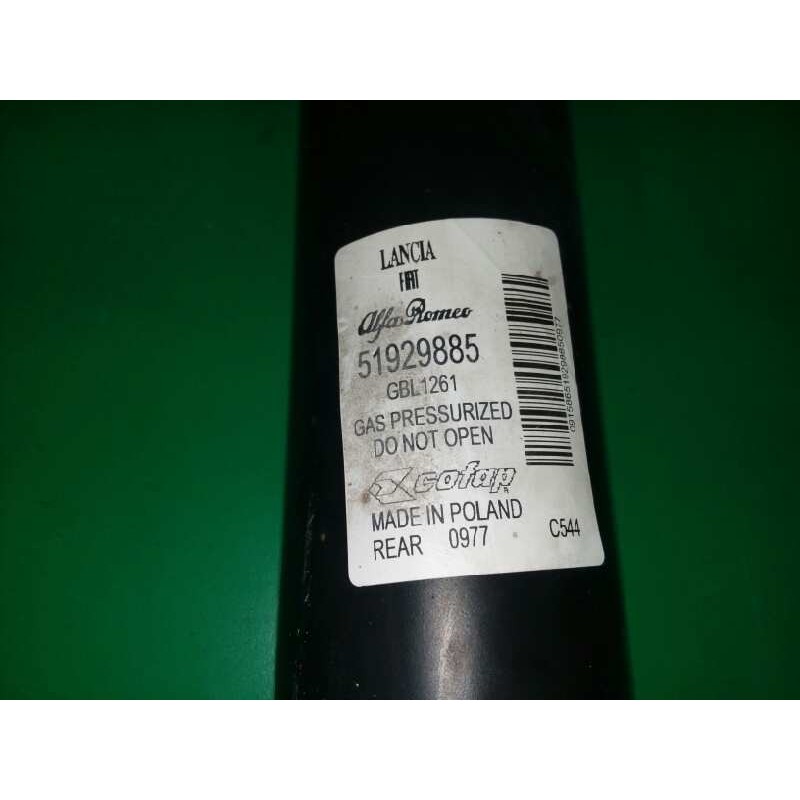 LANCIA
FIAT
Alfa Romeo
51929885
GBL1261
GAS PRESSURIZED
DO NOT OPEN
cofap
MADE IN POLAND
REAR 0977
C544